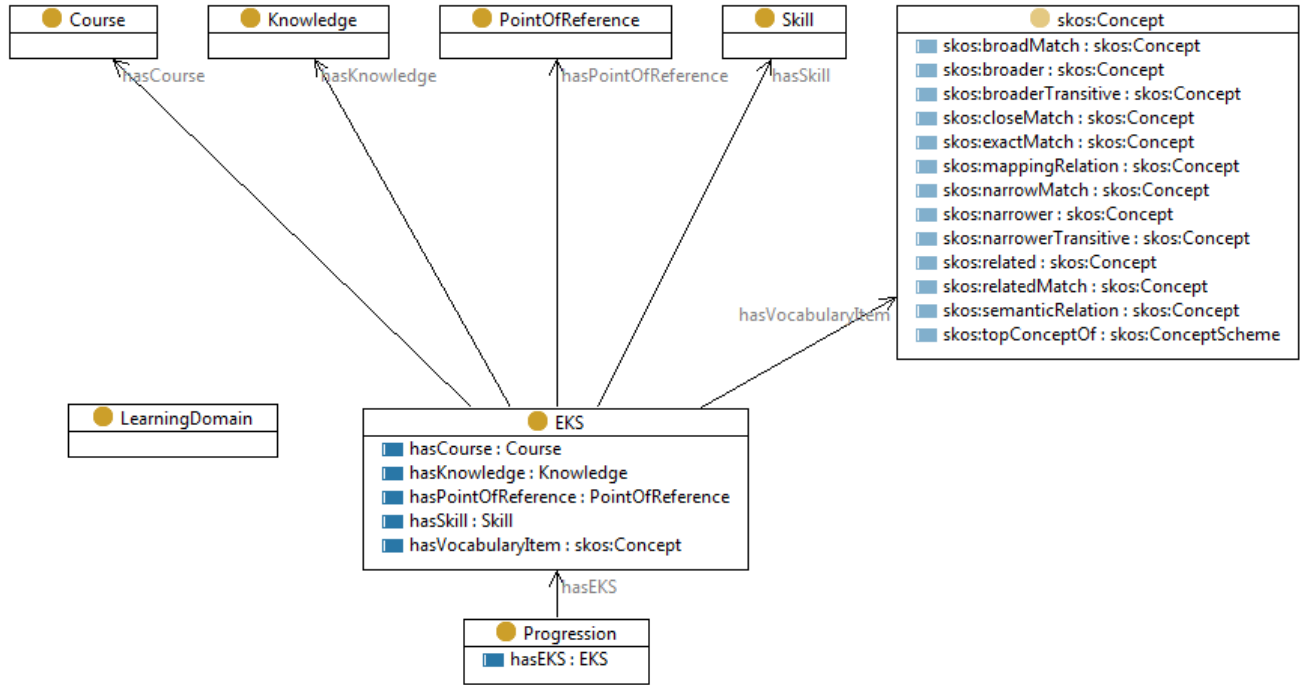 Course
Knowledge
PointOfReference
Skill
skos:Concept
skos:broadMatch : skos:Concept
skos:broader : skos:Concept
skos:broaderTransitive : skos:Concept
skos:closeMatch : skos:Concept
skos:exactMatch : skos:Concept
skos:mappingRelation : skos:Concept
skos:narrowMatch : skos:Concept
skos:narrower : skos:Concept
skos:narrowerTransitive : skos:Concept
skos:related : skos:Concept
skos:relatedMatch : skos:Concept
skos:semanticRelation : skos:Concept
skos:topConceptOf : skos:ConceptScheme
hasCourse
hasKnowledge
hasPointOfReference
hasSkill
hasVocabularyItem
LearningDomain
EKS
hasCourse : Course
hasKnowledge : Knowledge
hasPointOfReference : PointOfReference
hasSkill : Skill
hasVocabularyItem : skos:Concept
hasEKS
Progression
hasEKS : EKS